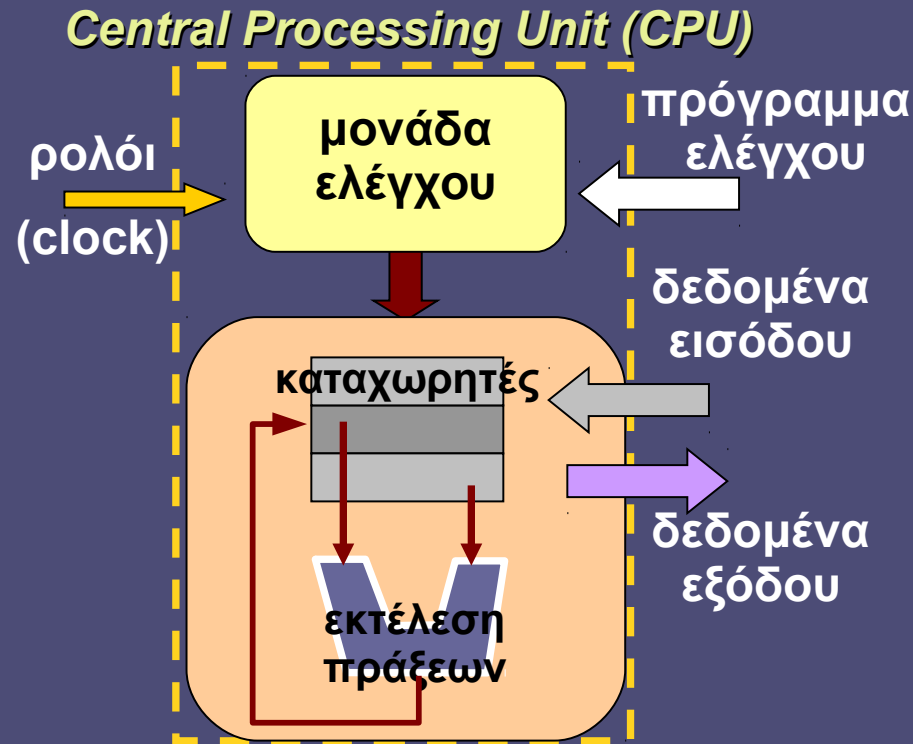 Central Processing Unit (CPU)
μονάδα
ελέγχου
πρόγραμμα
ελέγχου
ρολόι
(clock)
δεδομένα
εισόδου
καταχωρητές
δεδομένα
εξόδου
εκτέλεση
πράξεων